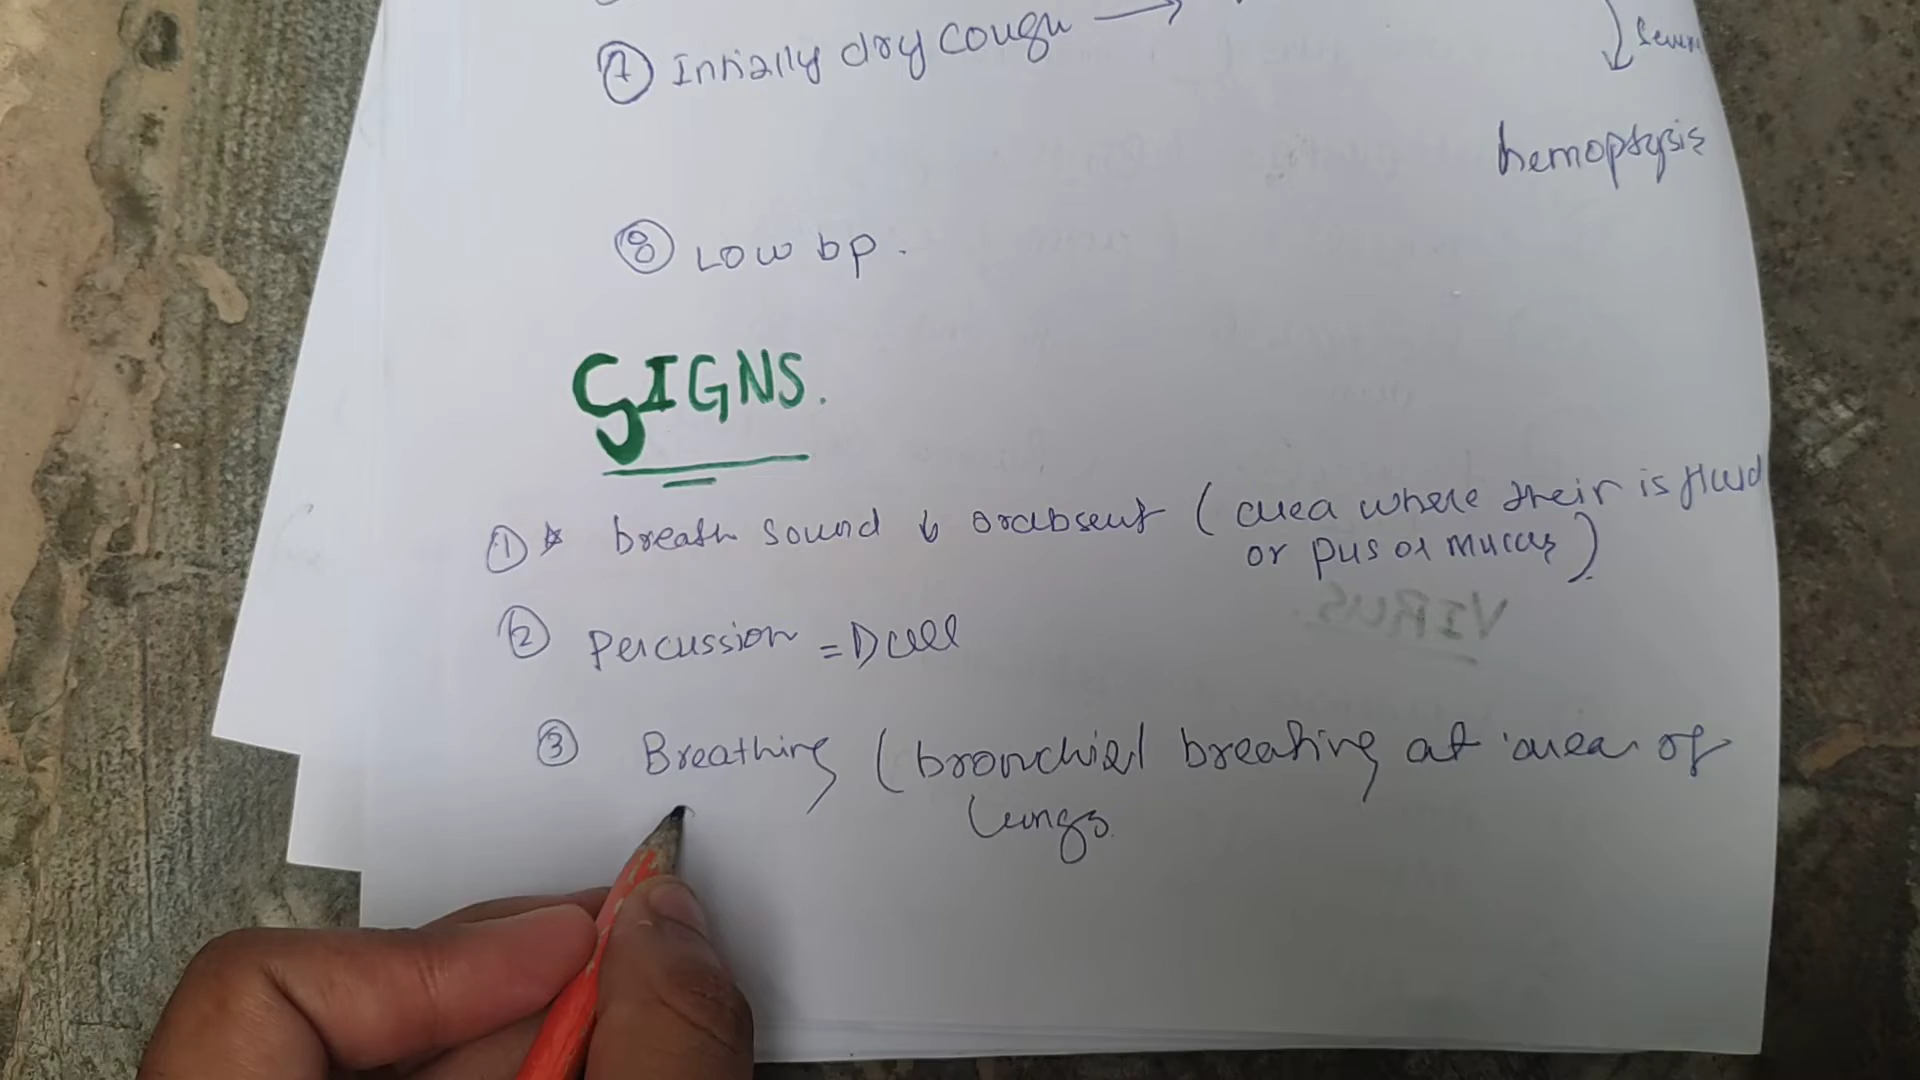 7 Initially dry cough →
hemoptysis
8 Low bp.
SIGNS.
1 breath sound ↓ or absent ( area where their is fluid
or pus or mucus )
2 Percussion = Dull
3 Breathing ( bronchial breathing at area of
lungs.
VIRUS.